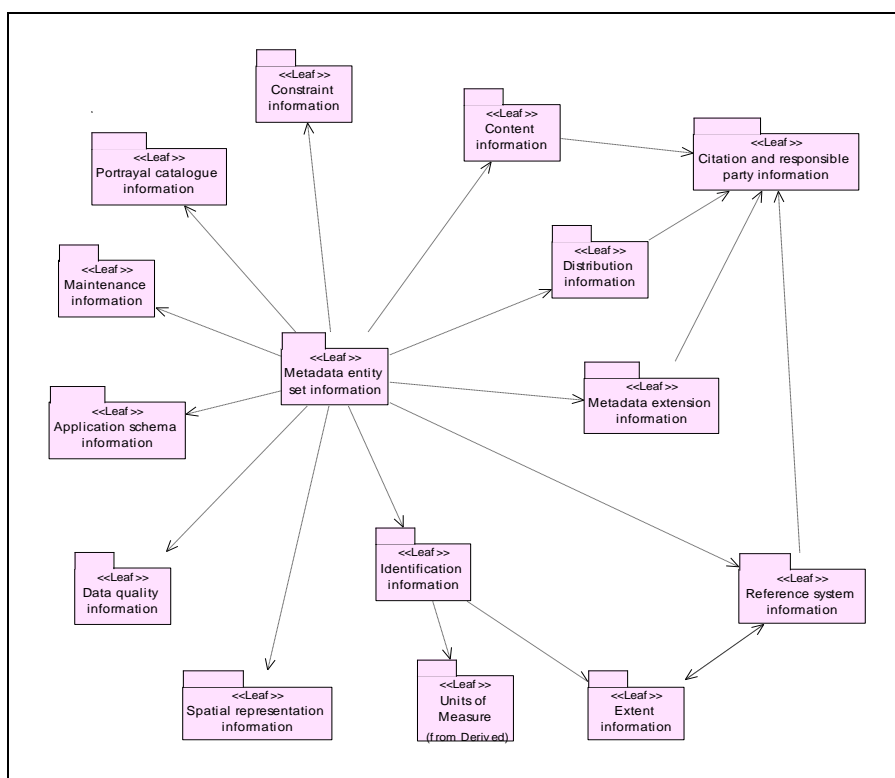 <<Leaf>>
Constraint
information
<<Leaf>>
Content
information
<<Leaf>>
Citation and responsible
party information
<<Leaf>>
Portrayal catalogue
information
<<Leaf>>
Distribution
information
<<Leaf>>
Maintenance
information
<<Leaf>>
Metadata entity
set information
<<Leaf>>
Metadata extension
information
<<Leaf>>
Application schema
information
<<Leaf>>
Data quality
information
<<Leaf>>
Identification
information
<<Leaf>>
Reference system
information
<<Leaf>>
Spatial representation
information
<<Leaf>>
Units of
Measure
(from Derived)
<<Leaf>>
Extent
information